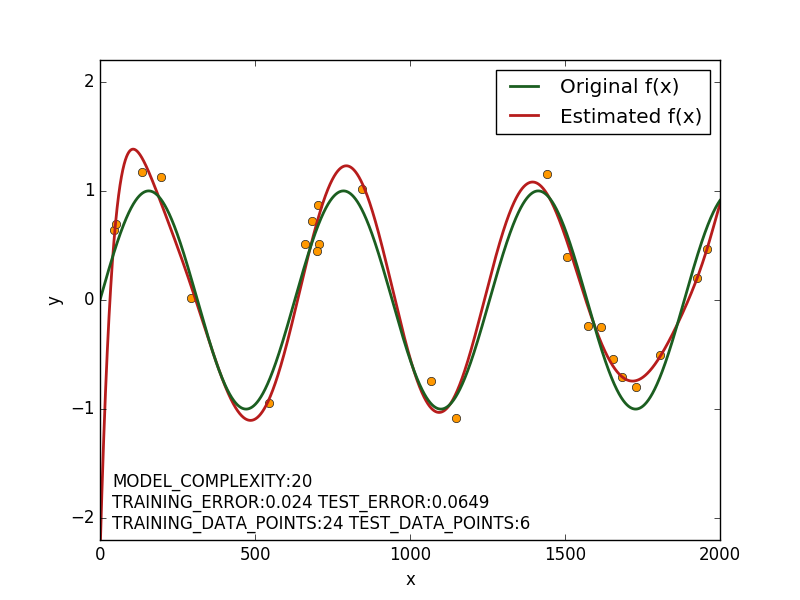 Original f(x)
Estimated f(x)
2
1
0
−1
−2
y
MODEL_COMPLEXITY:20
TRAINING_ERROR:0.024 TEST_ERROR:0.0649
TRAINING_DATA_POINTS:24 TEST_DATA_POINTS:6
0 500 1000 1500 2000
x